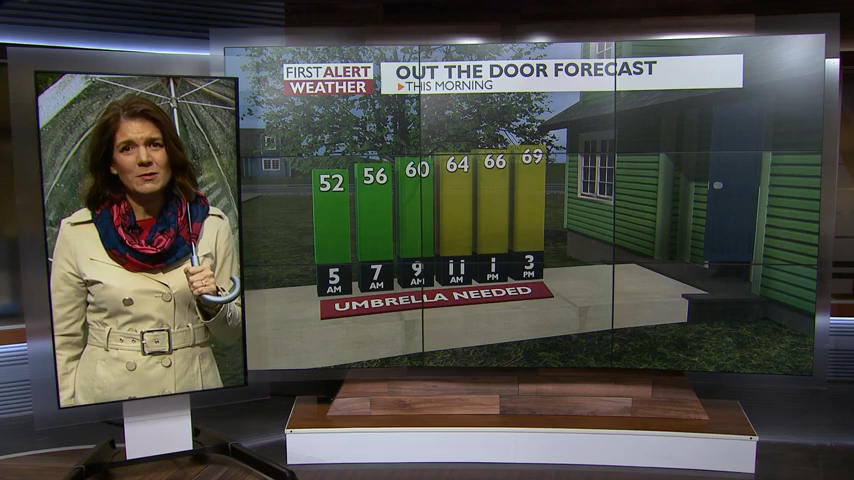 FIRST ALERT
WEATHER
OUT THE DOOR FORECAST
THIS MORNING
52 56 60 64 66 69
5 7 9 11 1 3
AM AM AM AM PM PM
UMBRELLA NEEDED